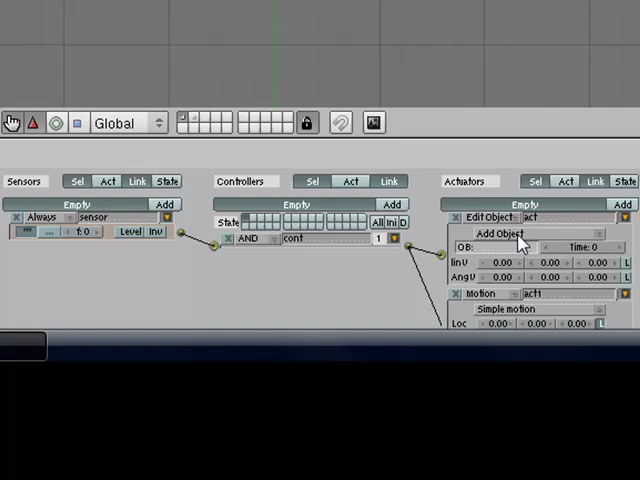 Global
Sensors Sel Act Link State Controllers Sel Act Link Actuators Sel Act Link State
Empty Add Empty Add Empty Add
Always sensor State All Ini D Edit Object act
f: 0 Level Inv AND cont 1 Add Object
OB: Time: 0
linV 0.00 0.00 0.00 L
AngV 0.00 0.00 0.00 L
Motion act1
Simple motion
Loc 0.00 0.00 0.00 L